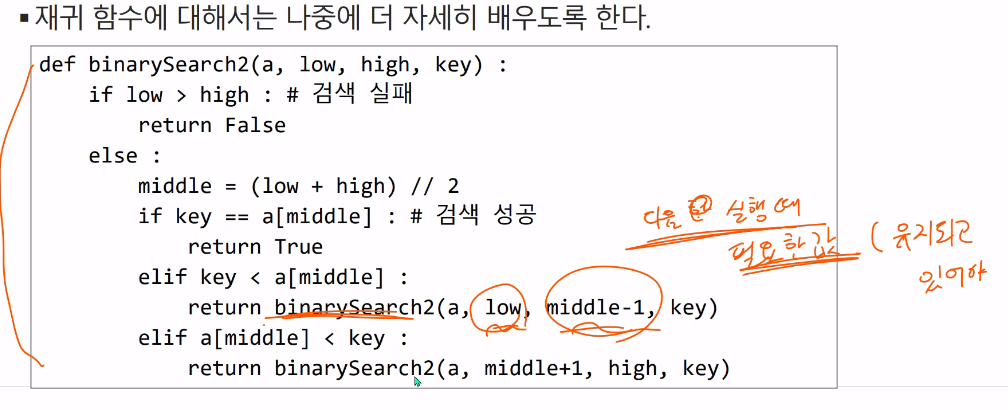 ▪ 재귀 함수에 대해서는 나중에 더 자세히 배우도록 한다.
def binarySearch2(a, low, high, key) :
    if low > high : # 검색 실패
        return False
    else :
        middle = (low + high) // 2
        if key == a[middle] : # 검색 성공
            return True
        elif key < a[middle] :
            return binarySearch2(a, low, middle-1, key)
        elif a[middle] < key :
            return binarySearch2(a, middle+1, high, key)
다음 실행 때
필요한 값 ( 유지되고
있어야